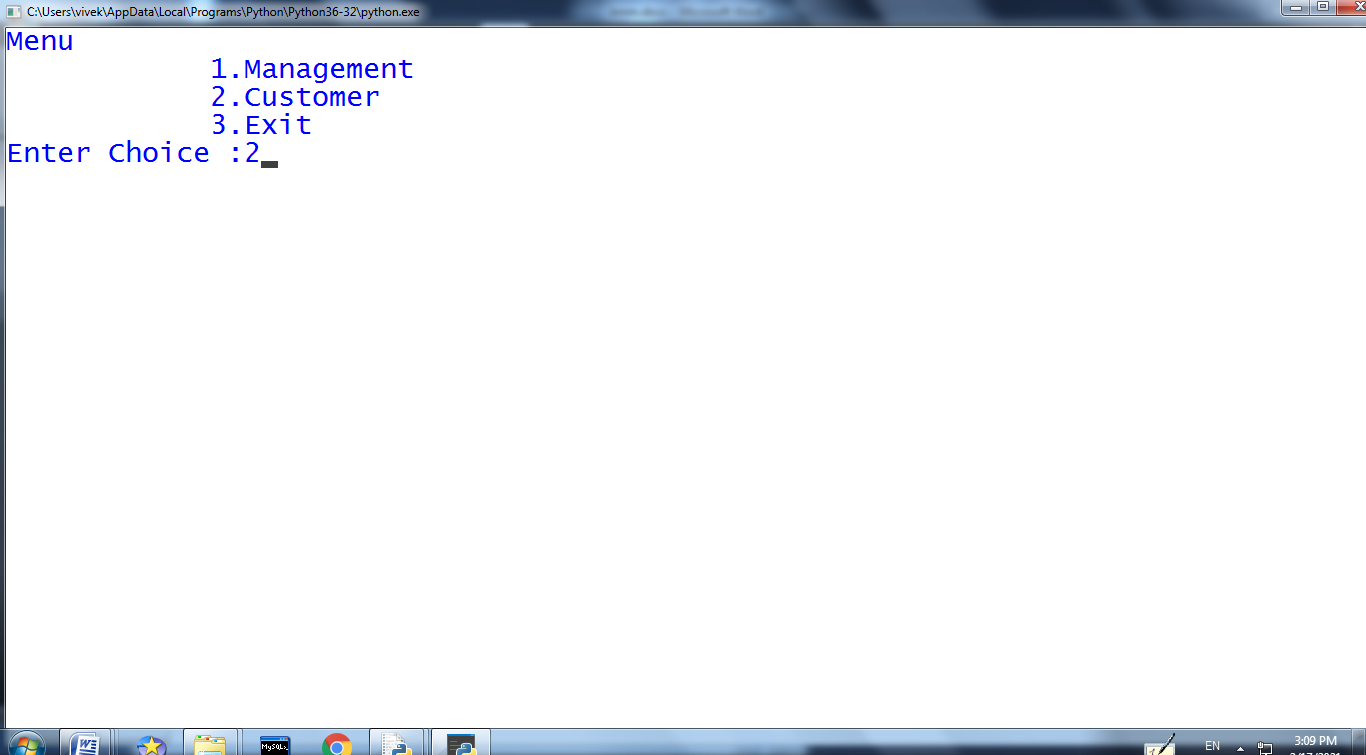 C:\Users\vivek\AppData\Local\Programs\Python\Python36-32\python.exe
Menu
1.Management
2.Customer
3.Exit
Enter Choice :2
EN
3:09 PM